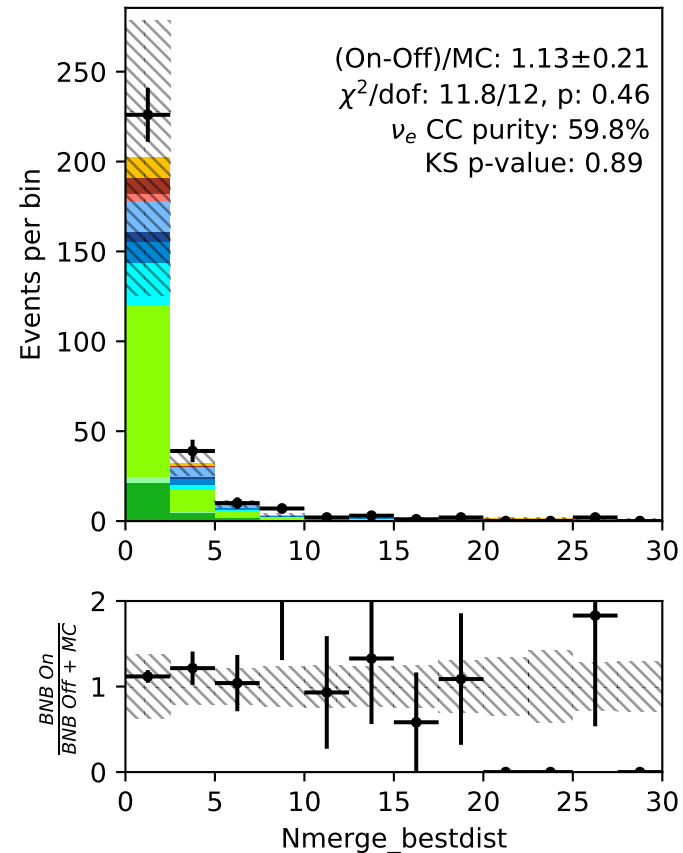 (On-Off)/MC: 1.13±0.21
χ²/dof: 11.8/12, p: 0.46
νₑ CC purity: 59.8%
KS p-value: 0.89
Events per bin
250
200
150
100
50
0
0 5 10 15 20 25 30
BNB On
BNB Off + MC
2
1
0
0 5 10 15 20 25 30
Nmerge_bestdist